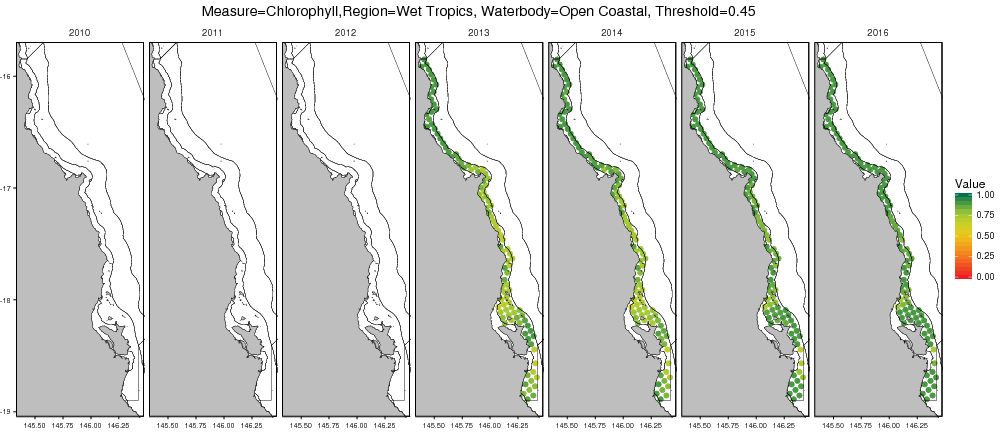 Measure=Chlorophyll,Region=Wet Tropics, Waterbody=Open Coastal, Threshold=0.45
2010 2011 2012 2013 2014 2015 2016
-16
-17
-18
-19
Value
1.00
0.75
0.50
0.25
0.00
145.50 145.75 146.00 146.25 145.50 145.75 146.00 146.25 145.50 145.75 146.00 146.25 145.50 145.75 146.00 146.25 145.50 145.75 146.00 146.25 145.50 145.75 146.00 146.25 145.50 145.75 146.00 146.25